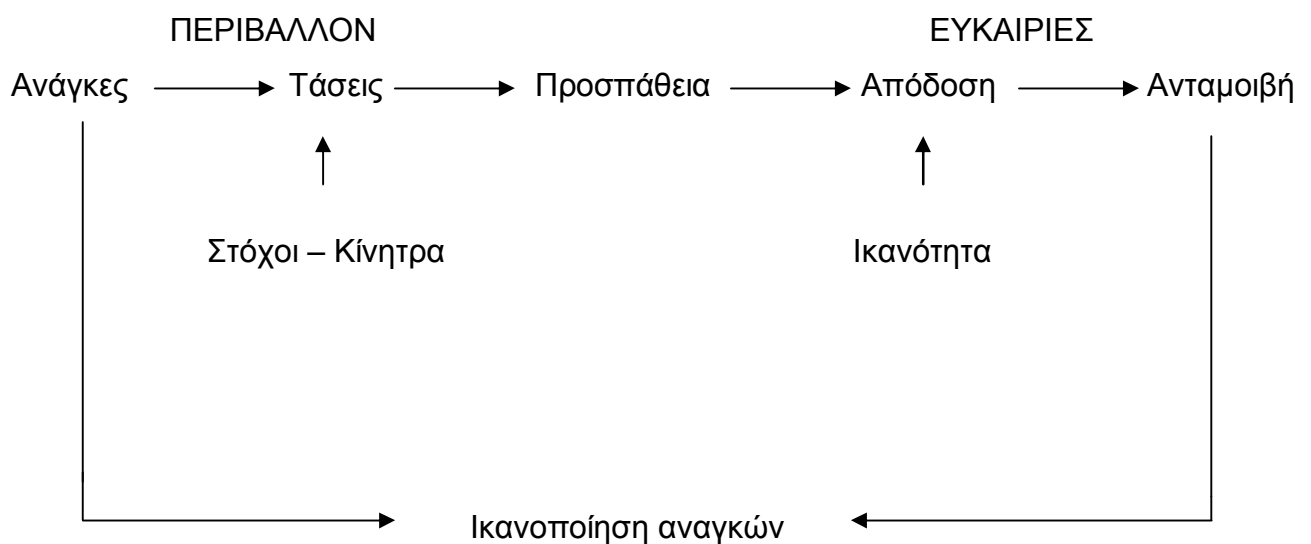 ΠΕΡΙΒΑΛΛΟΝ ΕΥΚΑΙΡΙΕΣ
Ανάγκες Τάσεις Προσπάθεια Απόδοση Ανταμοιβή
Στόχοι – Κίνητρα Ικανότητα
Ικανοποίηση αναγκών